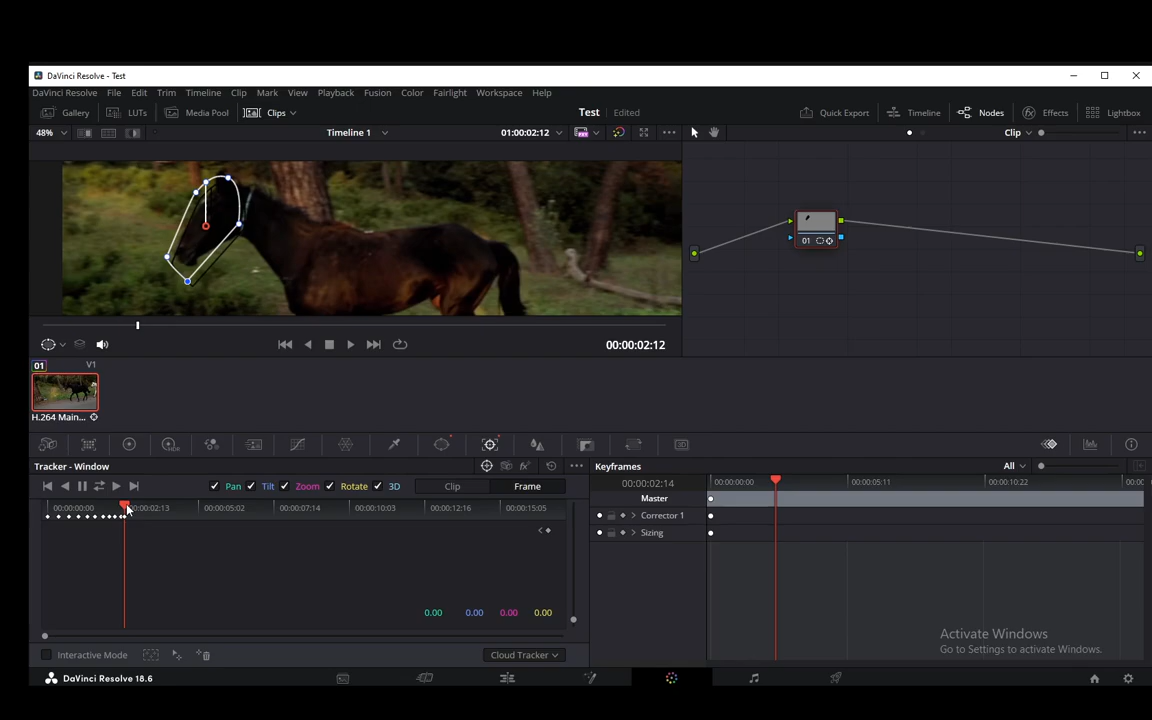 DaVinci Resolve - Test
DaVinci Resolve File Edit Trim Timeline Clip Mark View Playback Fusion Color Fairlight Workspace Help
Gallery LUTs Media Pool Clips Test Edited Quick Export Timeline Nodes Effects Lightbox
48% Timeline 1 01:00:02:12 Clip
01
00:00:02:12
01 V1
H.264 Main...
HDR
3D
Tracker - Window
fx
Keyframes All
Pan Tilt Zoom Rotate 3D Clip Frame
00:00:00:00 00:00:02:13 00:00:05:02 00:00:07:14 00:00:10:03 00:00:12:16 00:00:15:05
00:00:02:14 00:00:00:00 00:00:05:11 00:00:10:22 00:00
Master
Corrector 1
Sizing
0.00 0.00 0.00 0.00
Interactive Mode Cloud Tracker
Activate Windows
Go to Settings to activate Windows.
DaVinci Resolve 18.6